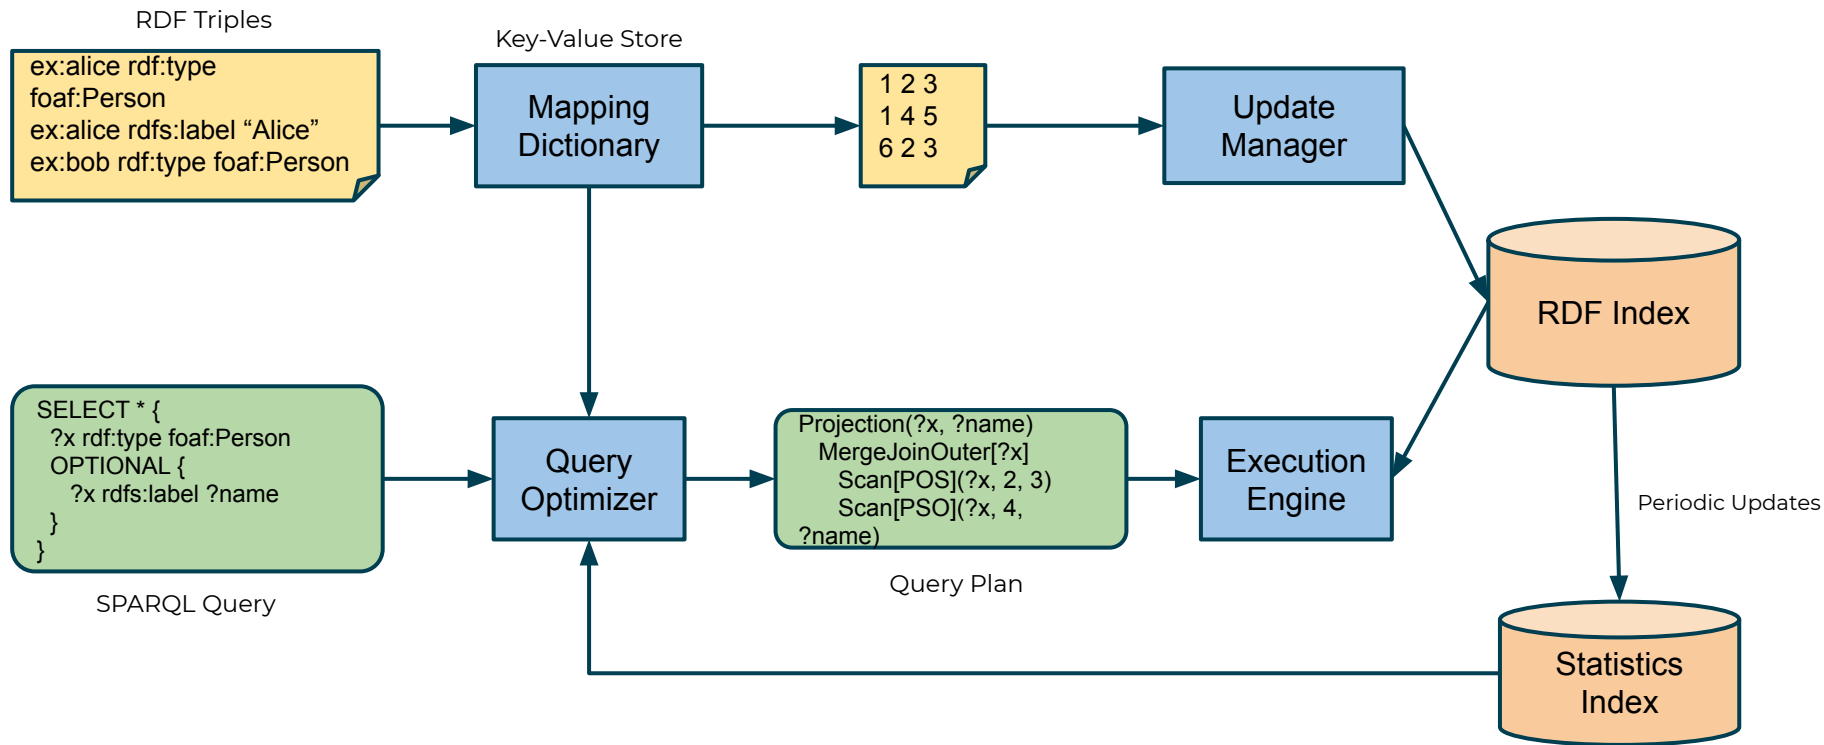 RDF Triples
ex:alice rdf:type
foaf:Person
ex:alice rdfs:label “Alice”
ex:bob rdf:type foaf:Person
Key-Value Store
Mapping
Dictionary
1 2 3
1 4 5
6 2 3
Update
Manager
RDF Index
SELECT * {
?x rdf:type foaf:Person
OPTIONAL {
?x rdfs:label ?name
}
}
SPARQL Query
Query
Optimizer
Projection(?x, ?name)
MergeJoinOuter[?x]
Scan[POS](?x, 2, 3)
Scan[PSO](?x, 4,
?name)
Query Plan
Execution
Engine
Periodic Updates
Statistics
Index